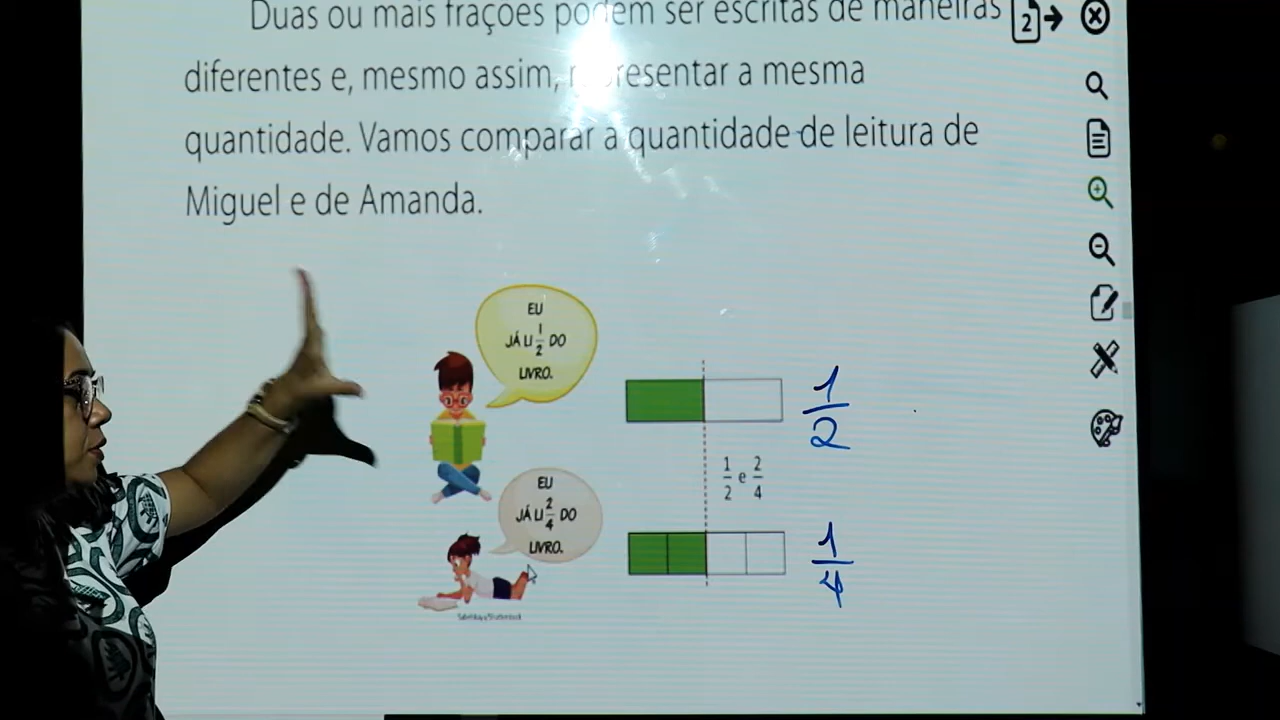 Duas ou mais frações podem ser escritas de maneiras
diferentes e, mesmo assim, representar a mesma
quantidade. Vamos comparar a quantidade de leitura de
Miguel e de Amanda.
2
EU
JÁ LI 1/2 DO
LIVRO.
1/2
1/2 e 2/4
EU
JÁ LI 2/4 DO
LIVRO.
1/4